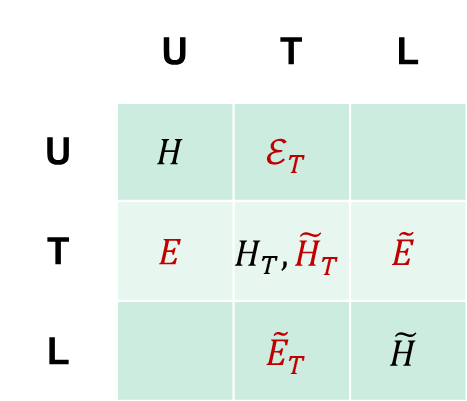 U T L
U H ℰ_T
T E H_T, H̃_T Ẽ
L Ẽ_T H̃